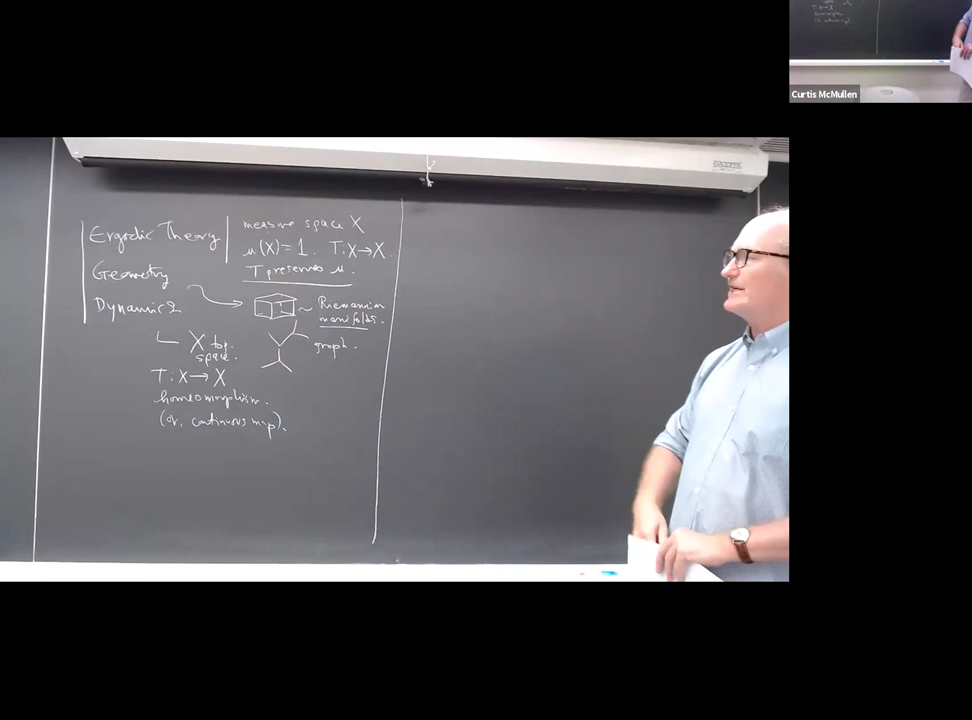 Ergodic Theory
Geometry
Dynamics
measure space X
μ(X) = 1. T: X → X.
T preserves μ.
~ Riemannian
manifolds.
graph.
X top.
space.
T: X → X
homeomorphism.
(or, continuous map).
Curtis McMullen